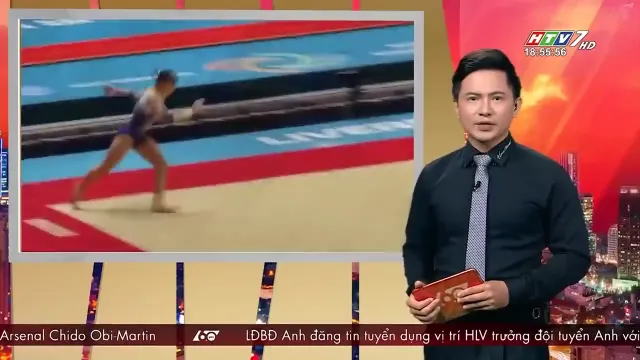 HTV7 HD
18:55:56
LIVERP
Arsenal Chido Obi-Martin 60 LĐBĐ Anh đăng tin tuyển dụng vị trí HLV trưởng đội tuyển Anh với